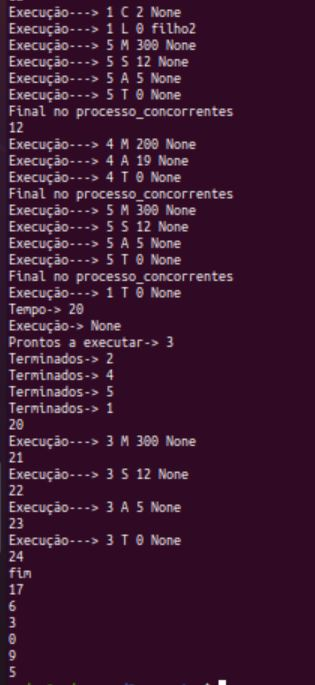 Execução---> 1 C 2 None
Execução---> 1 L 0 filho2
Execução---> 5 M 300 None
Execução---> 5 S 12 None
Execução---> 5 A 5 None
Execução---> 5 T 0 None
Final no processo_concorrentes
12
Execução---> 4 M 200 None
Execução---> 4 A 19 None
Execução---> 4 T 0 None
Final no processo_concorrentes
Execução---> 5 M 300 None
Execução---> 5 S 12 None
Execução---> 5 A 5 None
Execução---> 5 T 0 None
Final no processo_concorrentes
Execução---> 1 T 0 None
Tempo-> 20
Execução-> None
Prontos a executar-> 3
Terminados-> 2
Terminados-> 4
Terminados-> 5
Terminados-> 1
20
Execução---> 3 M 300 None
21
Execução---> 3 S 12 None
22
Execução---> 3 A 5 None
23
Execução---> 3 T 0 None
24
fim
17
6
3
0
9
5